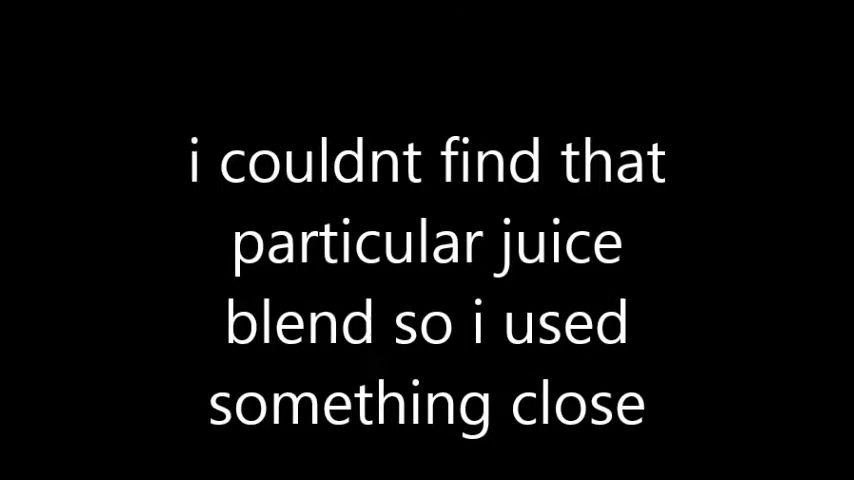 i couldnt find that
particular juice
blend so i used
something close